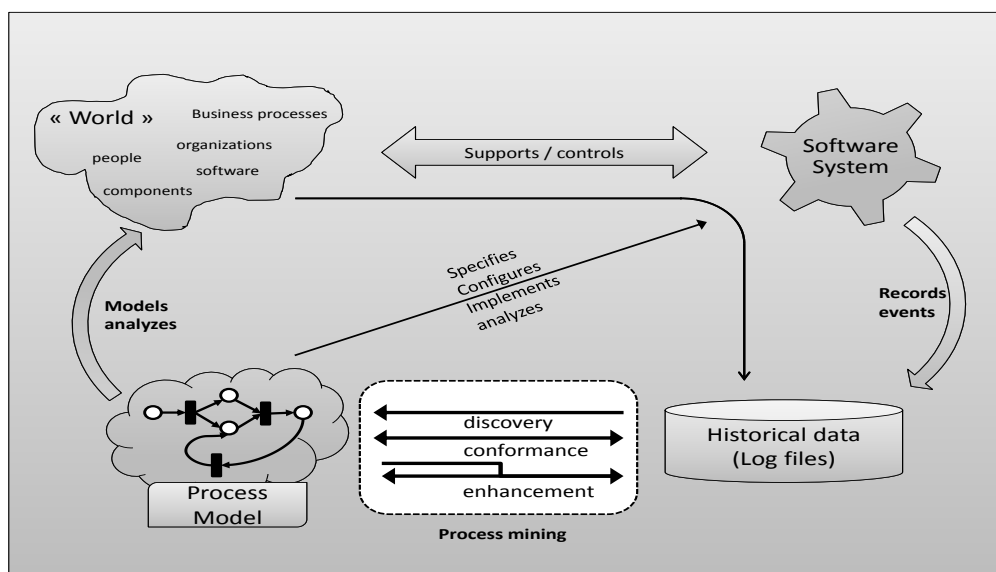 « World »
Business processes
people
organizations
software
components
Supports / controls
Software
System
Specifies
Configures
Implements
analyzes
Models
analyzes
Records
events
discovery
conformance
enhancement
Historical data
(Log files)
Process
Model
Process mining